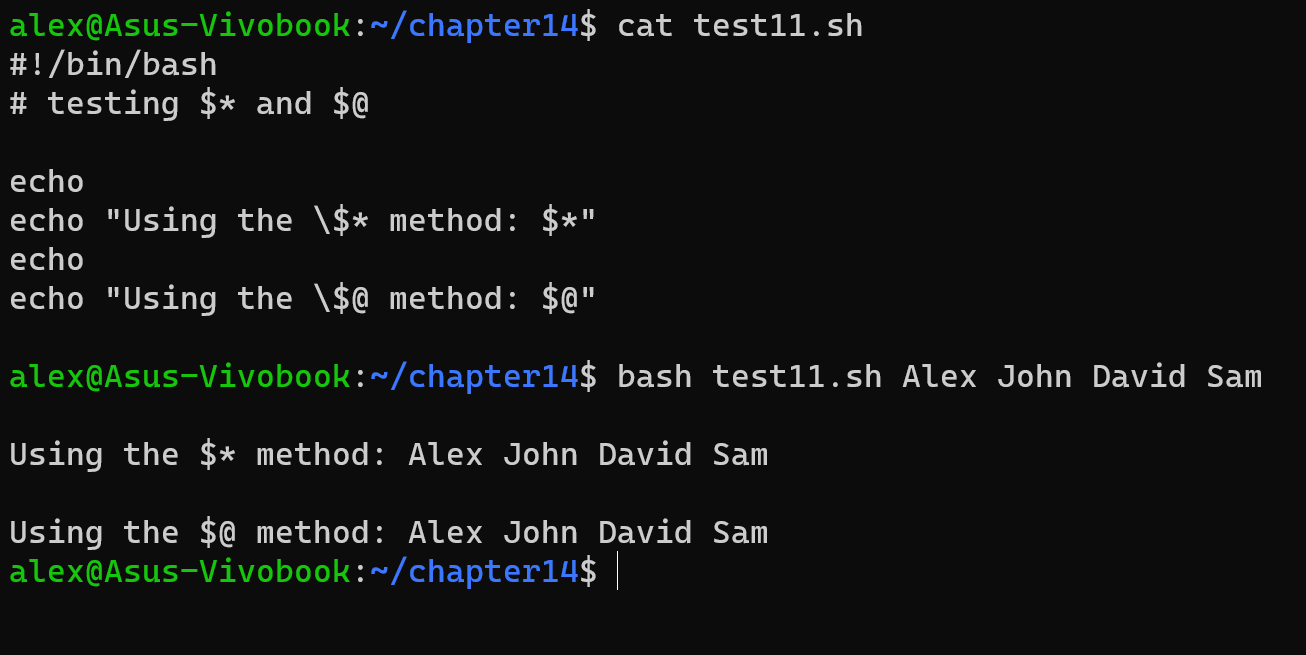 alex@Asus-Vivobook:~/chapter14$ cat test11.sh
#!/bin/bash
# testing $* and $@
echo
echo "Using the \$* method: $*"
echo
echo "Using the \$@ method: $@"
alex@Asus-Vivobook:~/chapter14$ bash test11.sh Alex John David Sam
Using the $* method: Alex John David Sam
Using the $@ method: Alex John David Sam
alex@Asus-Vivobook:~/chapter14$